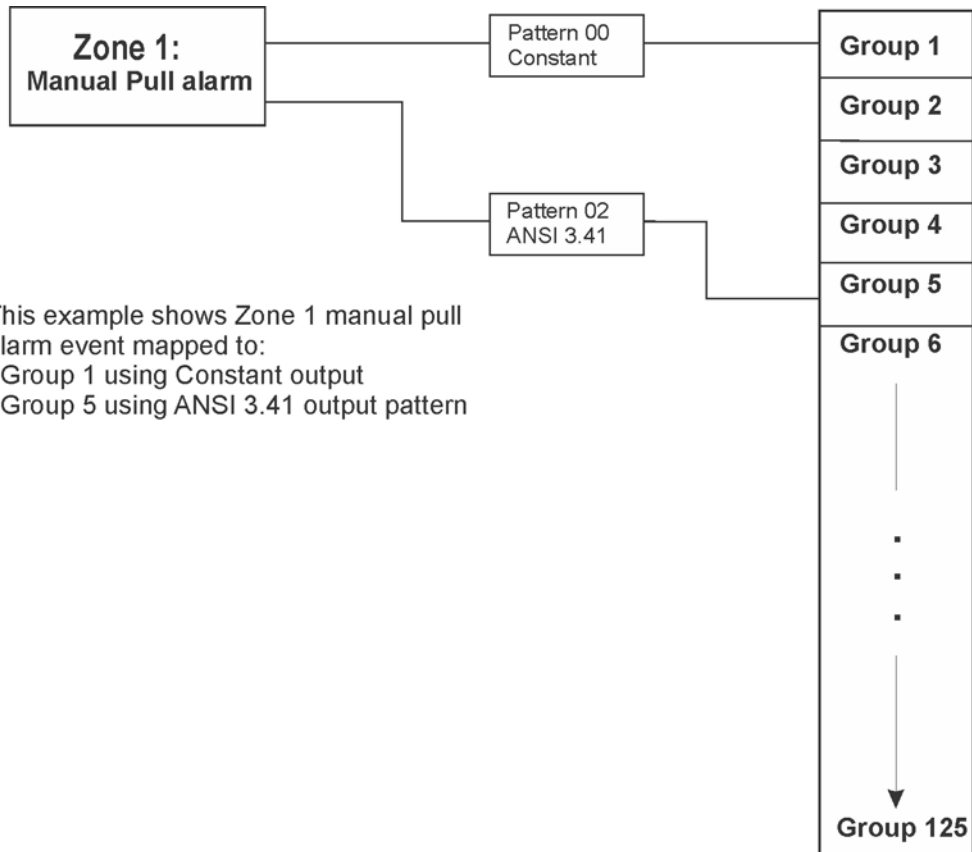 Zone 1:
Manual Pull alarm
Pattern 00
Constant
Pattern 02
ANSI 3.41
Group 1
Group 2
Group 3
Group 4
Group 5
Group 6
Group 125
his example shows Zone 1 manual pull
larm event mapped to:
Group 1 using Constant output
Group 5 using ANSI 3.41 output pattern